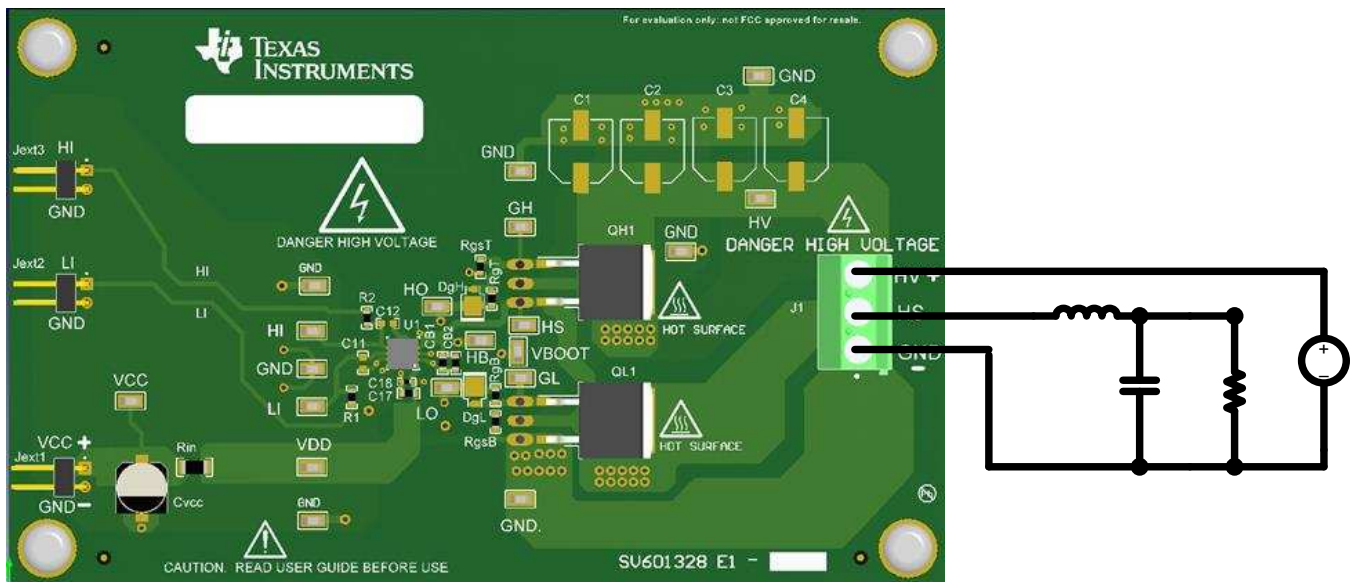 For evaluation only; not FCC approved for resale.
TEXAS
INSTRUMENTS
GND
C1
C2
C3
C4
Jext3
HI
GND
GND
DANGER HIGH VOLTAGE
GH
HV
QH1
GND
DANGER HIGH VOLTAGE
Jext2
LI
GND
HI
LI
GND
RgsT
RgT
DgH
HO
R2
C12
U1
CB1
CB2
HS
HOT SURFACE
J1
HV +
HS
GND
-
HI
C11
GND
HB
VBOOT
RgB
GL
QL1
C16
C17
LI
R1
LO
DgL
RgsB
HOT SURFACE
VCC
VCC +
Jext1
GND-
Rin
Cvcc
VDD
GND
GND.
Pb
CAUTION. READ USER GUIDE BEFORE USE
SV601328 E1 -
+
−